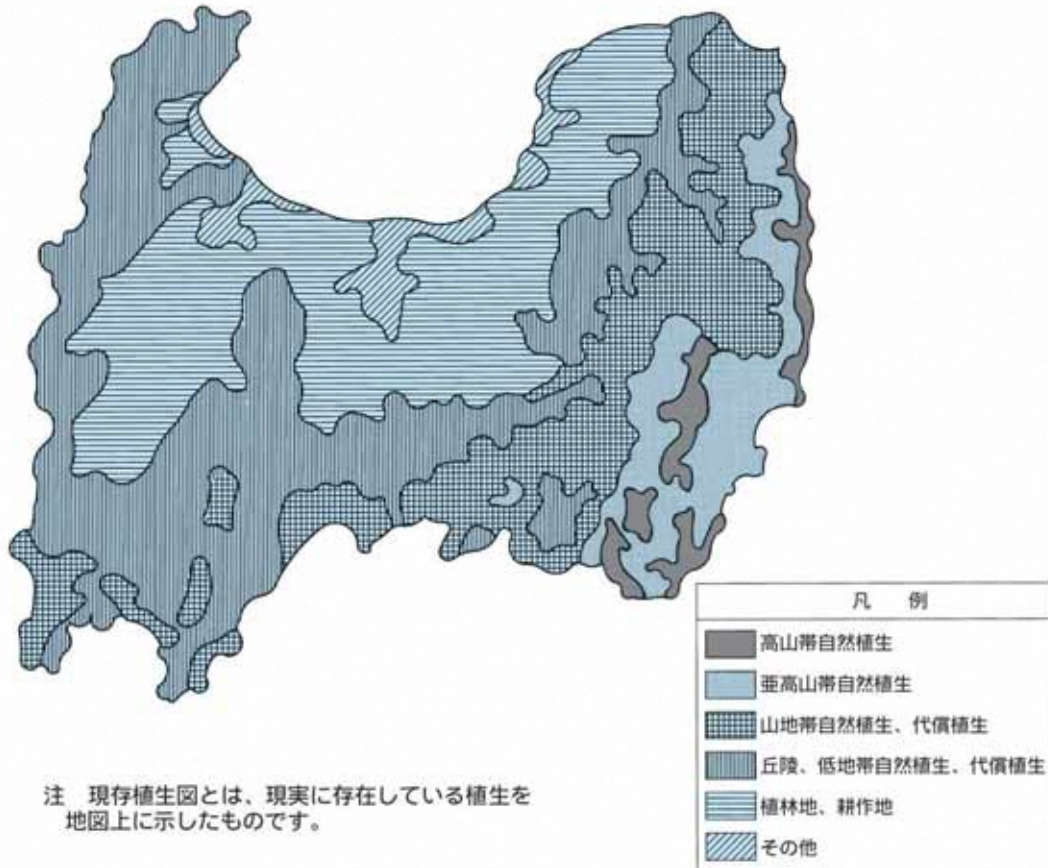 凡 例
高山帯自然植生
亜高山帯自然植生
山地帯自然植生、代償植生
丘陵、低地帯自然植生、代償植生
植林地、耕作地
その他
注 現存植生図とは、現実に存在している植生を
地図上に示したものです。